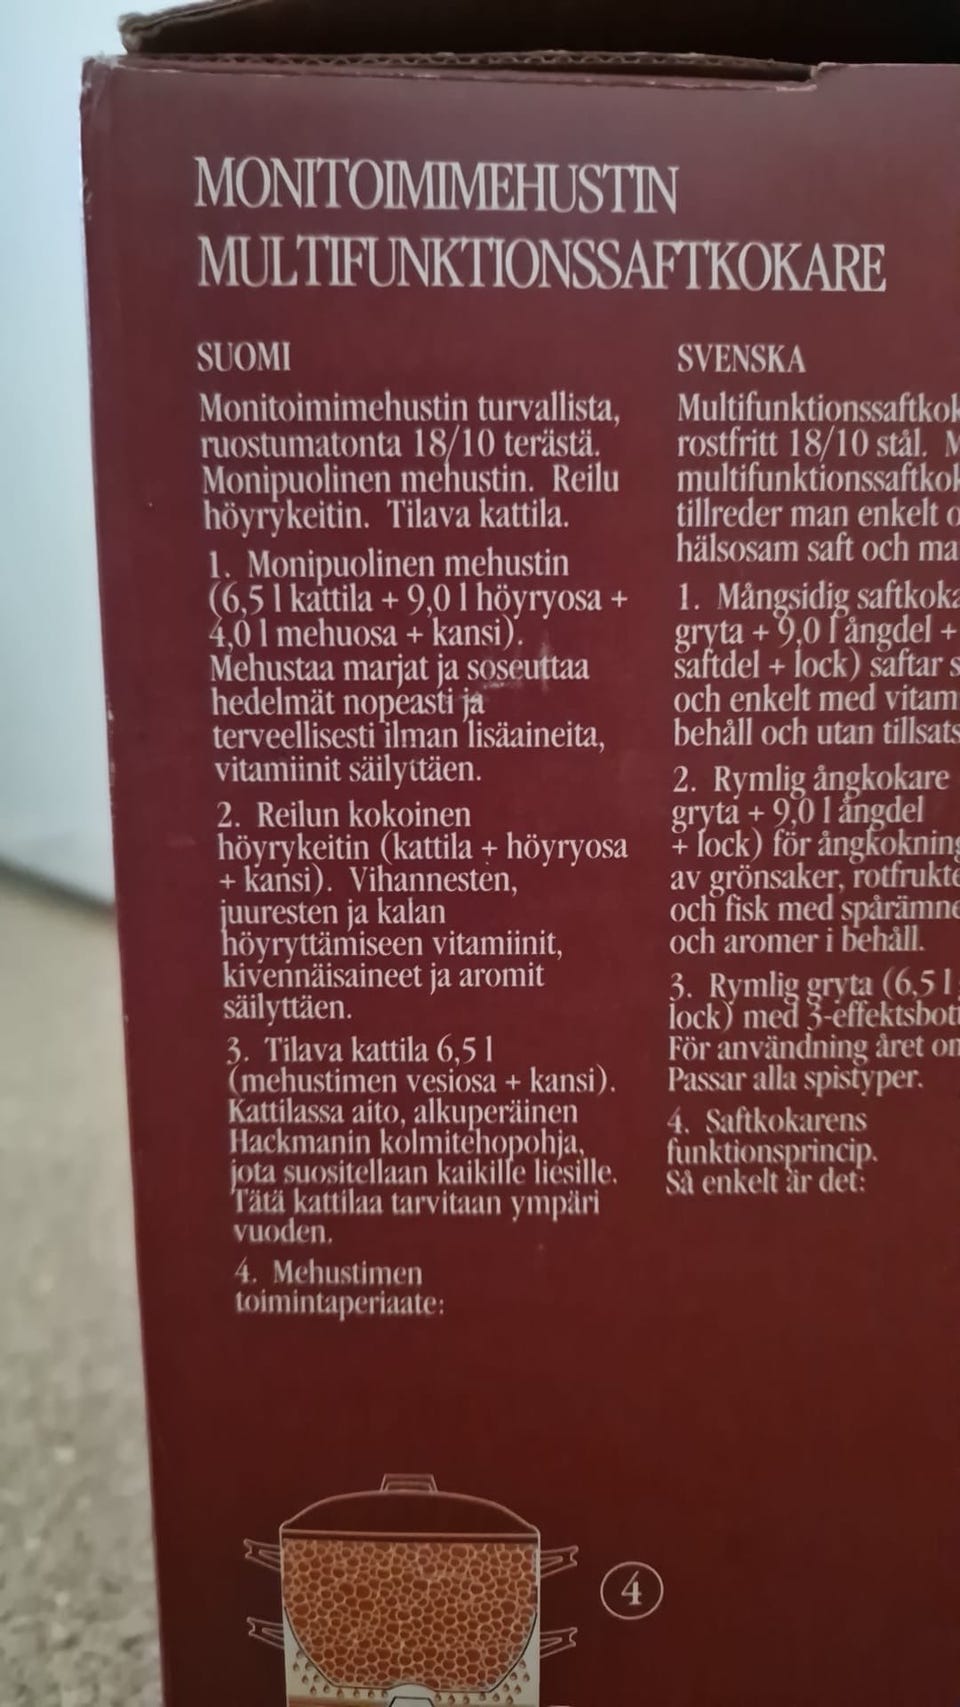 MONITOIMIMEHUSTIN
MULTIFUNKTIONSSAFTKOKARE
SUOMI
Monitoimimehustin turvallista,
ruostumatonta 18/10 terästä.
Monipuolinen mehustin. Reilu
höyrykeitin. Tilava kattila.
1. Monipuolinen mehustin
(6,5 l kattila + 9,0 l höyryosa +
4,0 l mehuosa + kansi).
Mehustaa marjat ja soseuttaa
hedelmät nopeasti ja
terveellisesti ilman lisäaineita,
vitamiinit säilyttäen.
2. Reilun kokoinen
höyrykeitin (kattila + höyryosa
+ kansi). Vihannesten,
juuresten ja kalan
höyryttämiseen vitamiinit,
kivennäisaineet ja aromit
säilyttäen.
3. Tilava kattila 6,5 l
(mehustimen vesiosa + kansi).
Kattilassa aito, alkuperäinen
Hackmanin kolmitehopohja,
jota suositellaan kaikille liesille.
Tätä kattilaa tarvitaan ympäri
vuoden.
4. Mehustimen
toimintaperiaate:
SVENSKA
Multifunktionssaftkok
rostfritt 18/10 stål. M
multifunktionssaftkok
tillreder man enkelt o
hälsosam saft och ma
1. Mångsidig saftkoka
gryta + 9,0 l ångdel +
saftdel + lock) saftar s
och enkelt med vitam
behåll och utan tillsats
2. Rymlig ångkokare
gryta + 9,0 l ångdel
+ lock) för ångkokning
av grönsaker, rotfrukte
och fisk med spårämne
och aromer i behåll.
3. Rymlig gryta (6,5 l
lock) med 3-effektsbott
För användning året om
Passar alla spistyper.
4. Saftkokarens
funktionsprincip.
Så enkelt är det:
4